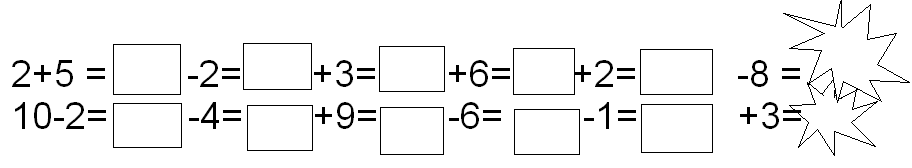 2+5 = -2= +3= +6= +2= -8 =
10-2= -4= +9= -6= -1= +3=